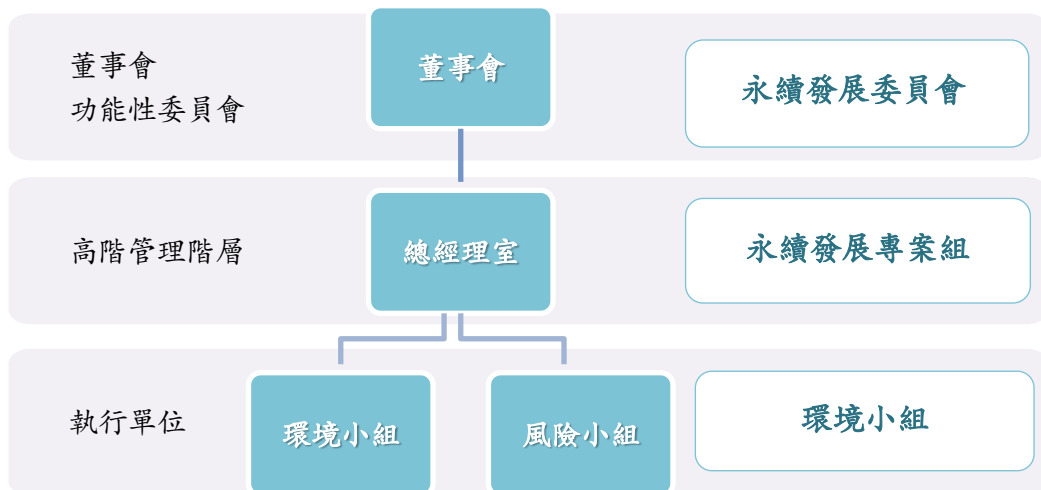 董事會
功能性委員會
董事會
永續發展委員會
高階管理階層
總經理室
永續發展專案組
執行單位
環境小組
風險小組
環境小組